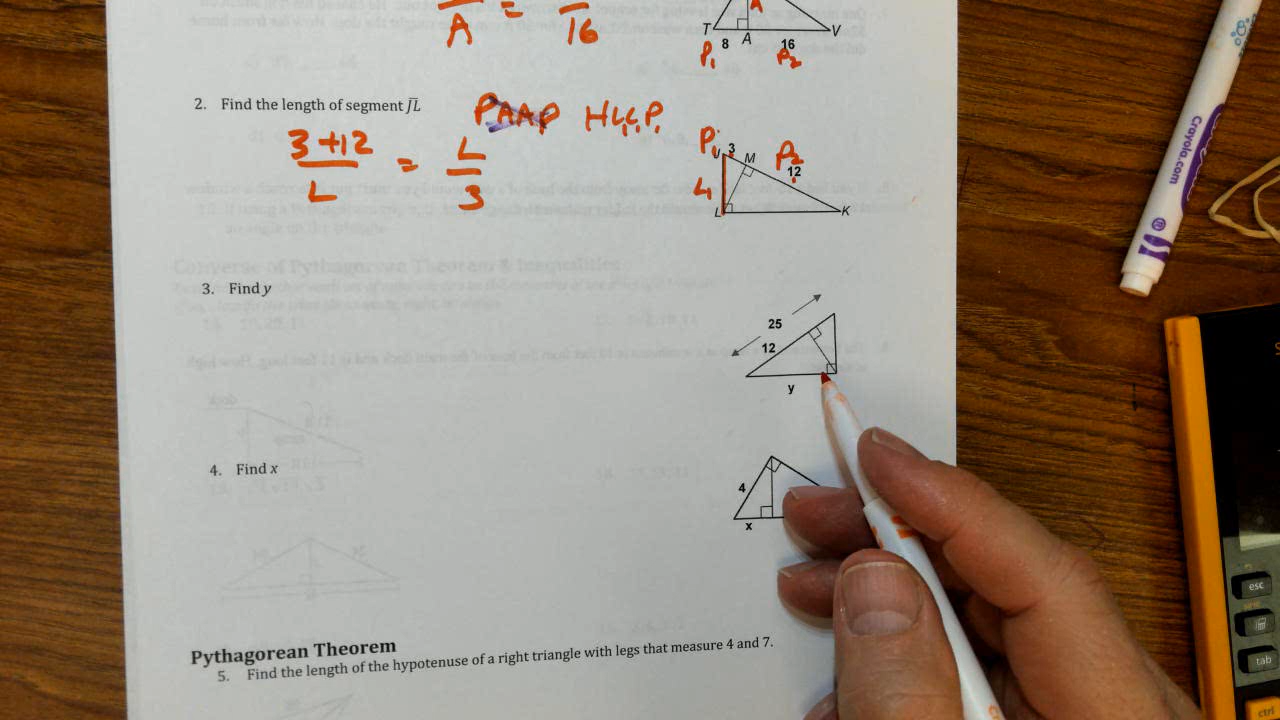 A = 16
T A V
8 16
P1 P2
2. Find the length of segment JL
PAAP HLLP
3+12 / L = L / 3
P1 J 3 M P2 12
L1
L K
3. Find y
25
12
y
4. Find x
4
x
Pythagorean Theorem
5. Find the length of the hypotenuse of a right triangle with legs that measure 4 and 7.
Crayola.com
esc
tab
ctrl